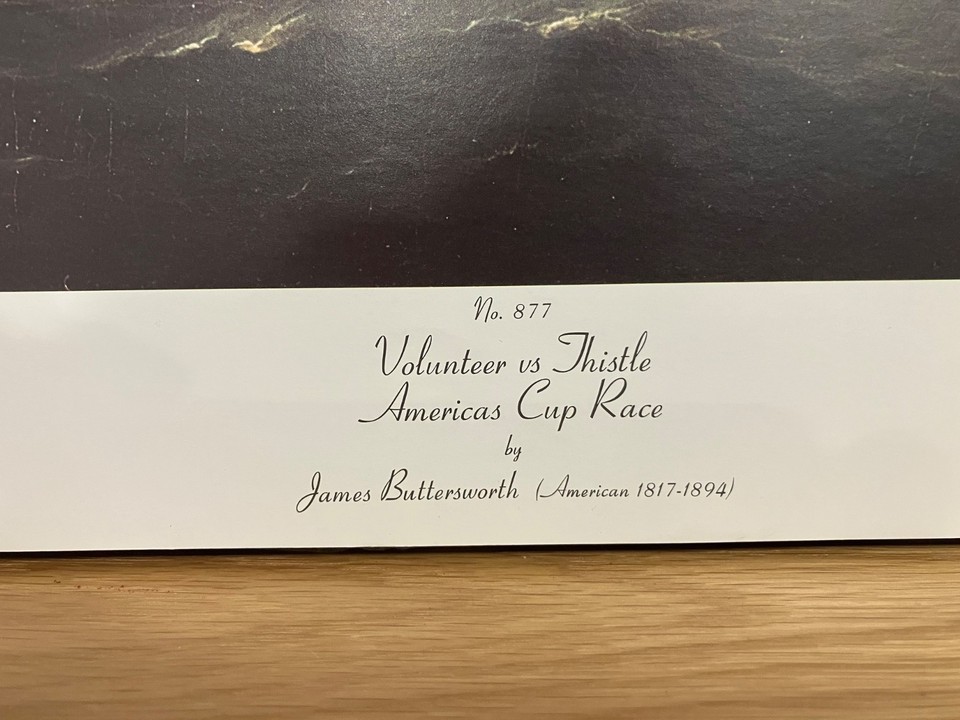 No. 877
Volunteer vs Thistle
Americas Cup Race
by
James Buttersworth (American 1817-1894)